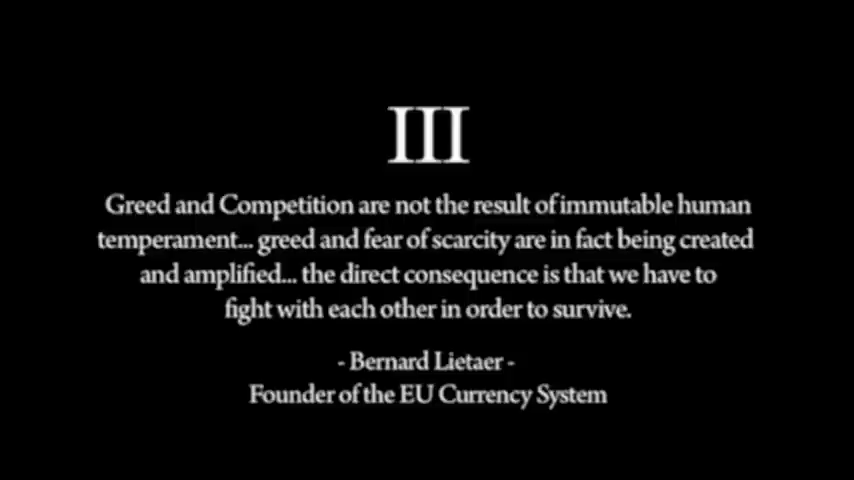 III
Greed and Competition are not the result of immutable human
temperament... greed and fear of scarcity are in fact being created
and amplified... the direct consequence is that we have to
fight with each other in order to survive.
- Bernard Lietaer -
Founder of the EU Currency System